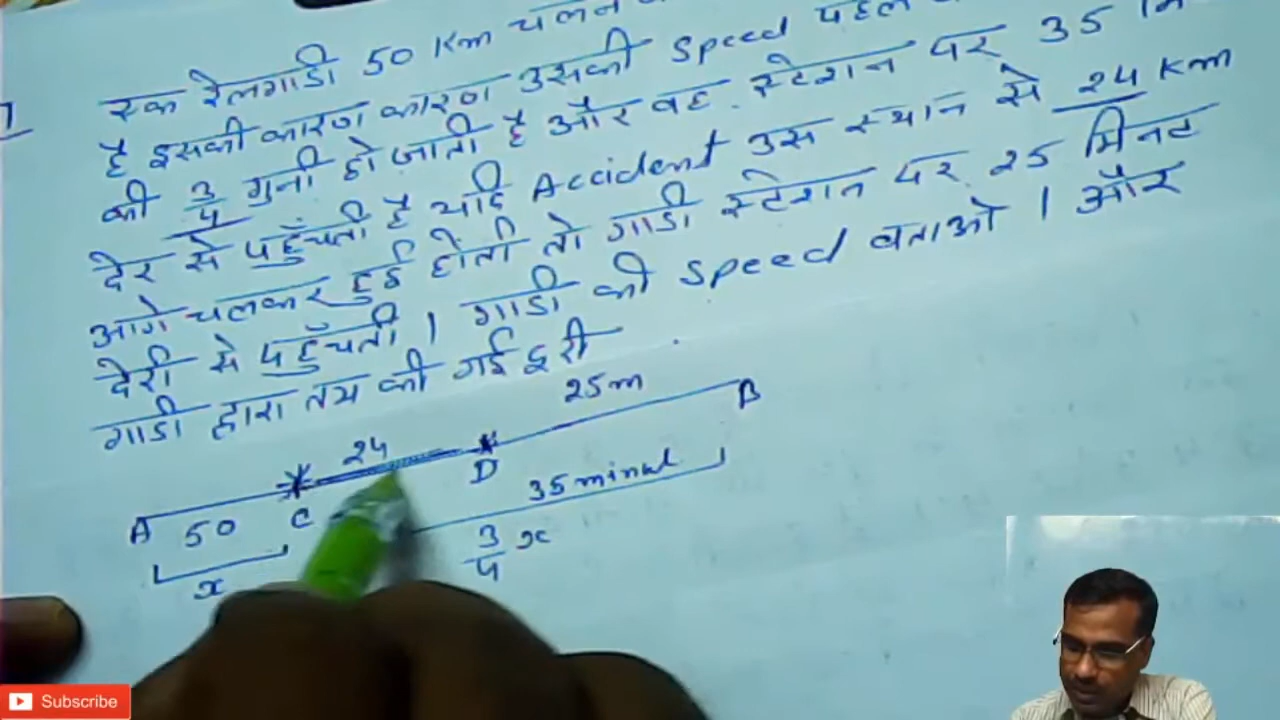 एक रेलगाडी 50 Km चलने
है इसकी कारण कारण उसकी Speed पहले
की 3/4 गुनी हो जाती है और वह स्टेशन पर 35 मि
देर से पहुँचती है यदि Accident उस स्थान से 24 Km
आगे चलकर हुई होती तो गाडी स्टेशन पर 25 मिनट
देरी से पहुँचती । गाडी की speed बताओ । और
गाडी द्वारा तय की गई दूरी
25m
B
24
D
35 minut
A
50
C
3/4 x
x
Subscribe